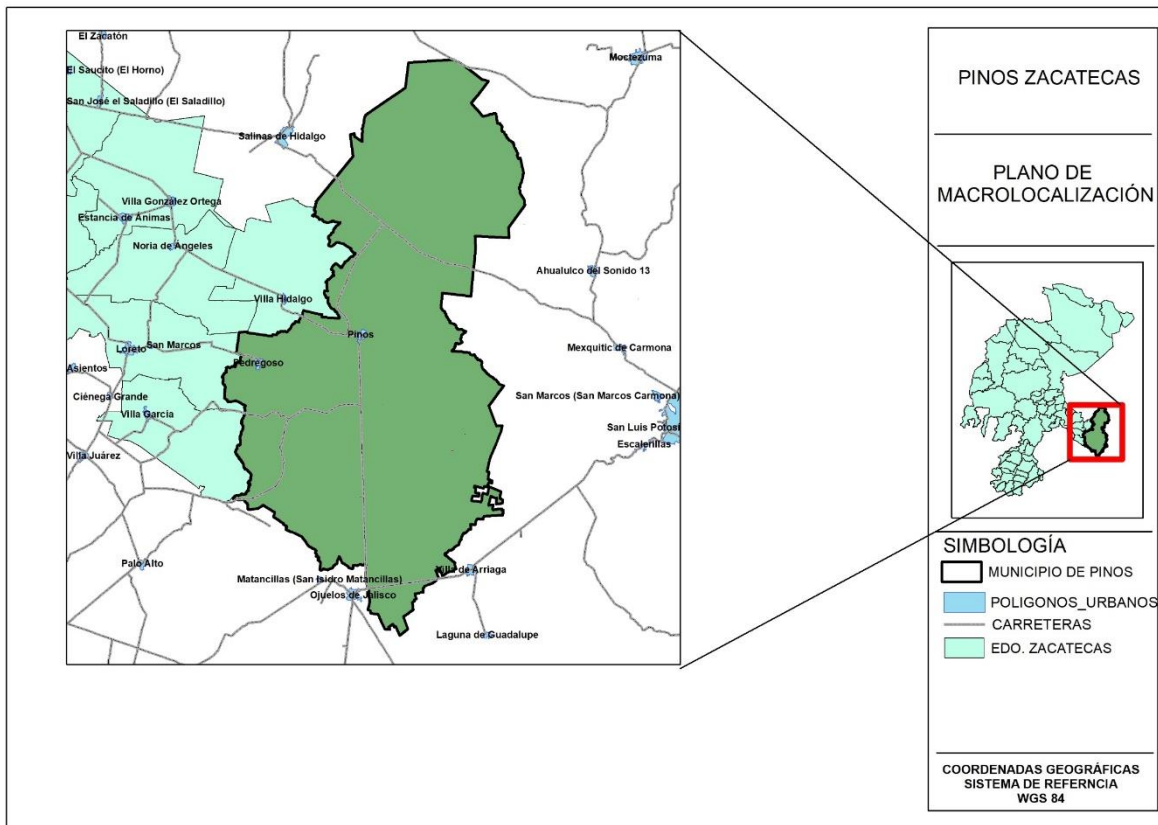 El Zacatón
Moctezuma
El Saucito (El Horno)
San José el Saladillo (El Saladillo)
Salinas de Hidalgo
Villa González Ortega
Estancia de Animas
Noria de Ángeles
Ahualulco del Sonido 13
Villa Hidalgo
Pinos
Mexquitic de Carmona
Loreto
San Marcos
Pedregoso
Asientos
Ciénega Grande
San Marcos (San Marcos Carmona)
Villa García
San Luis Potosí
Escalerillas
Villa Juárez
Palo Alto
Villa de Arriaga
Matancillas (San Isidro Matancillas)
Ojuelos de Jalisco
Laguna de Guadalupe
PINOS ZACATECAS
PLANO DE
MACROLOCALIZACIÓN
SIMBOLOGÍA
MUNICIPIO DE PINOS
POLIGONOS_URBANOS
CARRETERAS
EDO. ZACATECAS
COORDENADAS GEOGRÁFICAS
SISTEMA DE REFERNCIA
WGS 84